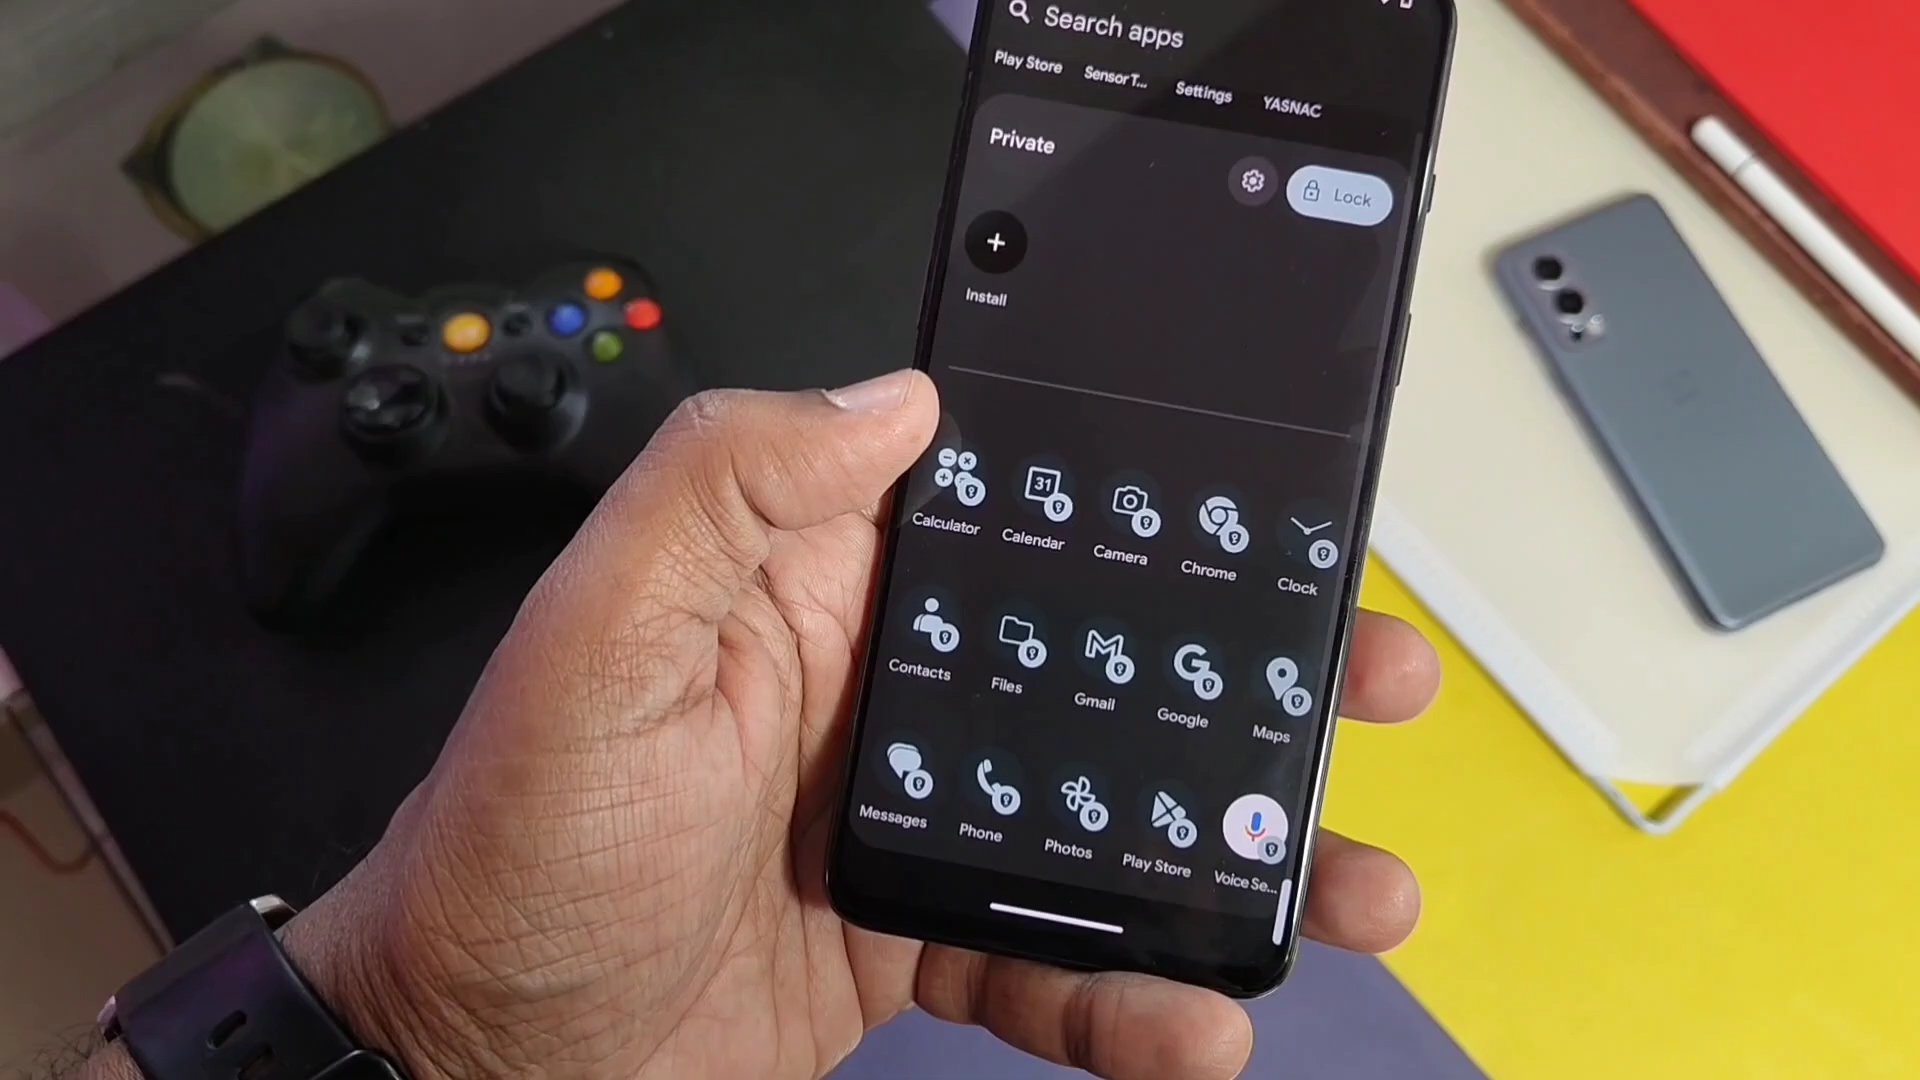 Search apps
Play Store
Sensor T...
Settings
YASNAC
Private
Lock
Install
31
Calculator
Calendar
Camera
Chrome
Clock
Contacts
Files
Gmail
Google
Maps
Messages
Phone
Photos
Play Store
Voice Se...